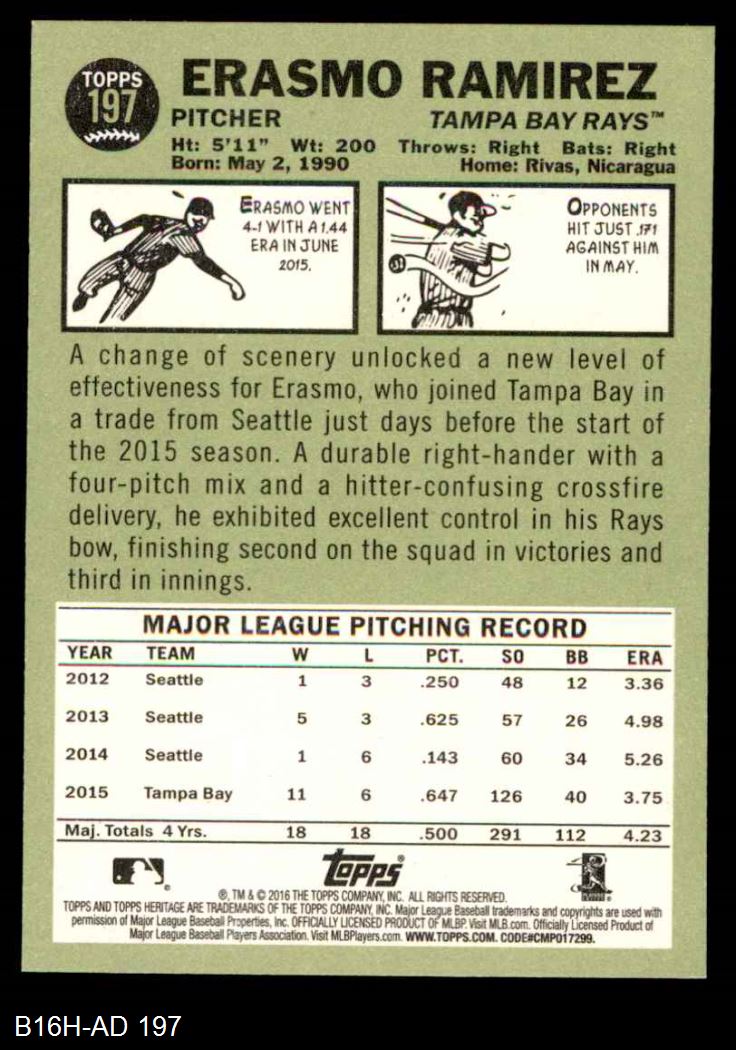 TOPPS
197
ERASMO RAMIREZ
PITCHER TAMPA BAY RAYS™
Ht: 5'11" Wt: 200 Throws: Right Bats: Right
Born: May 2, 1990 Home: Rivas, Nicaragua
ERASMO WENT
4-1 WITH A 1.44
ERA IN JUNE
2015.
OPPONENTS
HIT JUST .171
AGAINST HIM
IN MAY.
A change of scenery unlocked a new level of
effectiveness for Erasmo, who joined Tampa Bay in
a trade from Seattle just days before the start of
the 2015 season. A durable right-hander with a
four-pitch mix and a hitter-confusing crossfire
delivery, he exhibited excellent control in his Rays
bow, finishing second on the squad in victories and
third in innings.
MAJOR LEAGUE PITCHING RECORD
YEAR TEAM W L PCT. SO BB ERA
2012 Seattle 1 3 .250 48 12 3.36
2013 Seattle 5 3 .625 57 26 4.98
2014 Seattle 1 6 .143 60 34 5.26
2015 Tampa Bay 11 6 .647 126 40 3.75
Maj. Totals 4 Yrs. 18 18 .500 291 112 4.23
topps®
®, TM & © 2016 THE TOPPS COMPANY, INC. ALL RIGHTS RESERVED.
TOPPS AND TOPPS HERITAGE ARE TRADEMARKS OF THE TOPPS COMPANY, INC. Major League Baseball trademarks and copyrights are used with
permission of Major League Baseball Properties, Inc. OFFICIALLY LICENSED PRODUCT OF MLBP. Visit MLB.com. Officially Licensed Product of
Major League Baseball Players Association. Visit MLBPlayers.com. WWW.TOPPS.COM. CODE#CMP017299.
B16H-AD 197